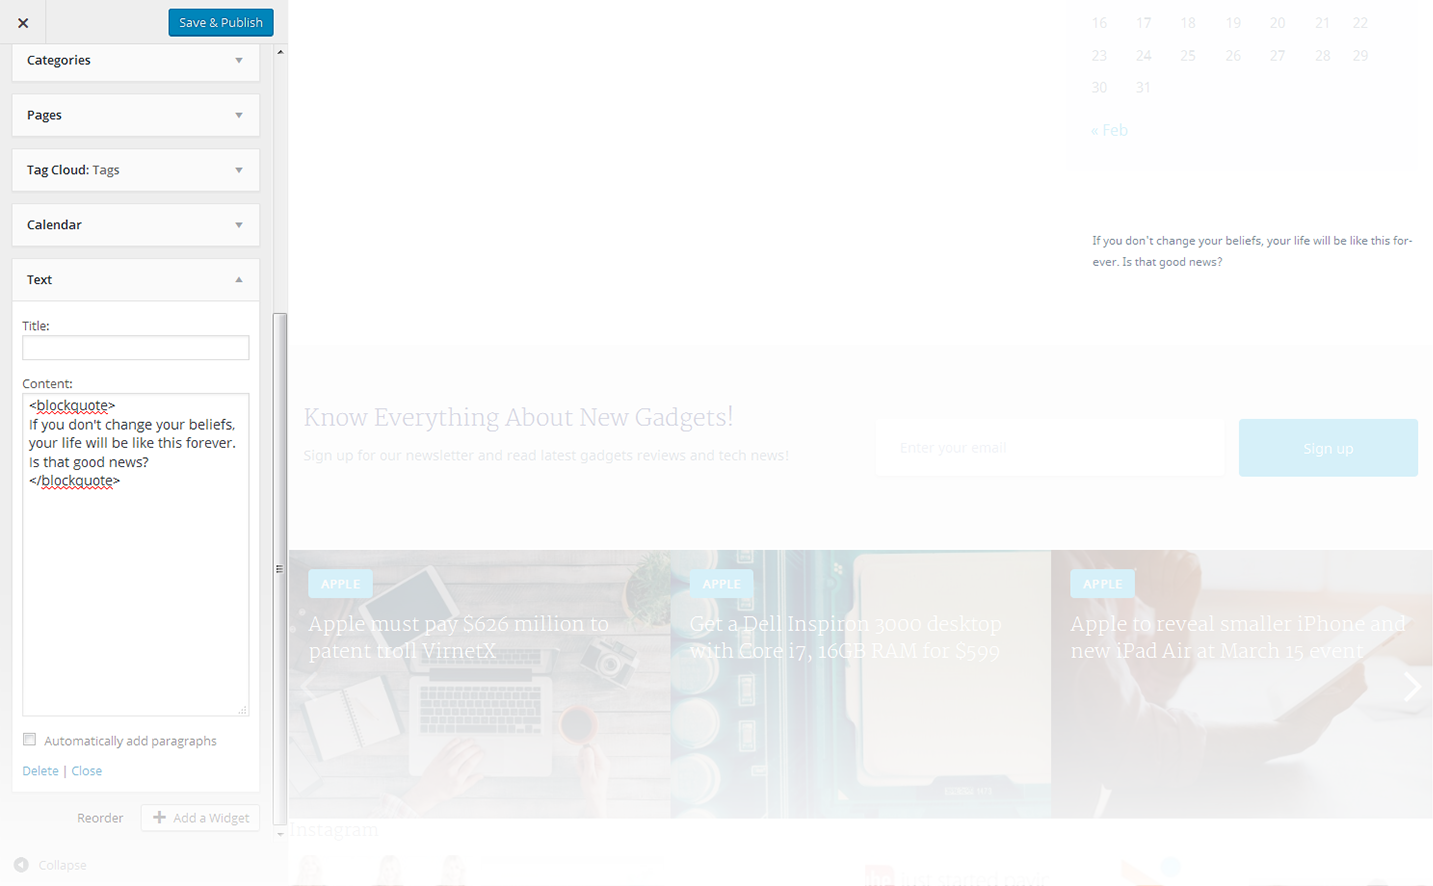 Save & Publish
Categories
Pages
Tag Cloud: Tags
Calendar
Text
Title:
Content:
<blockquote>
If you don't change your beliefs,
your life will be like this forever.
Is that good news?
</blockquote>
Automatically add paragraphs
Delete | Close
Reorder
Add a Widget
Collapse
16 17 18 19 20 21 22
23 24 25 26 27 28 29
30 31
« Feb
If you don't change your beliefs, your life will be like this for-
ever. Is that good news?
Know Everything About New Gadgets!
Sign up for our newsletter and read latest gadgets reviews and tech news!
Enter your email
Sign up
APPLE
Apple must pay $626 million to
patent troll VirnetX
APPLE
Get a Dell Inspiron 3000 desktop
with Core i7, 16GB RAM for $599
APPLE
Apple to reveal smaller iPhone and
new iPad Air at March 15 event
Instagram
just started